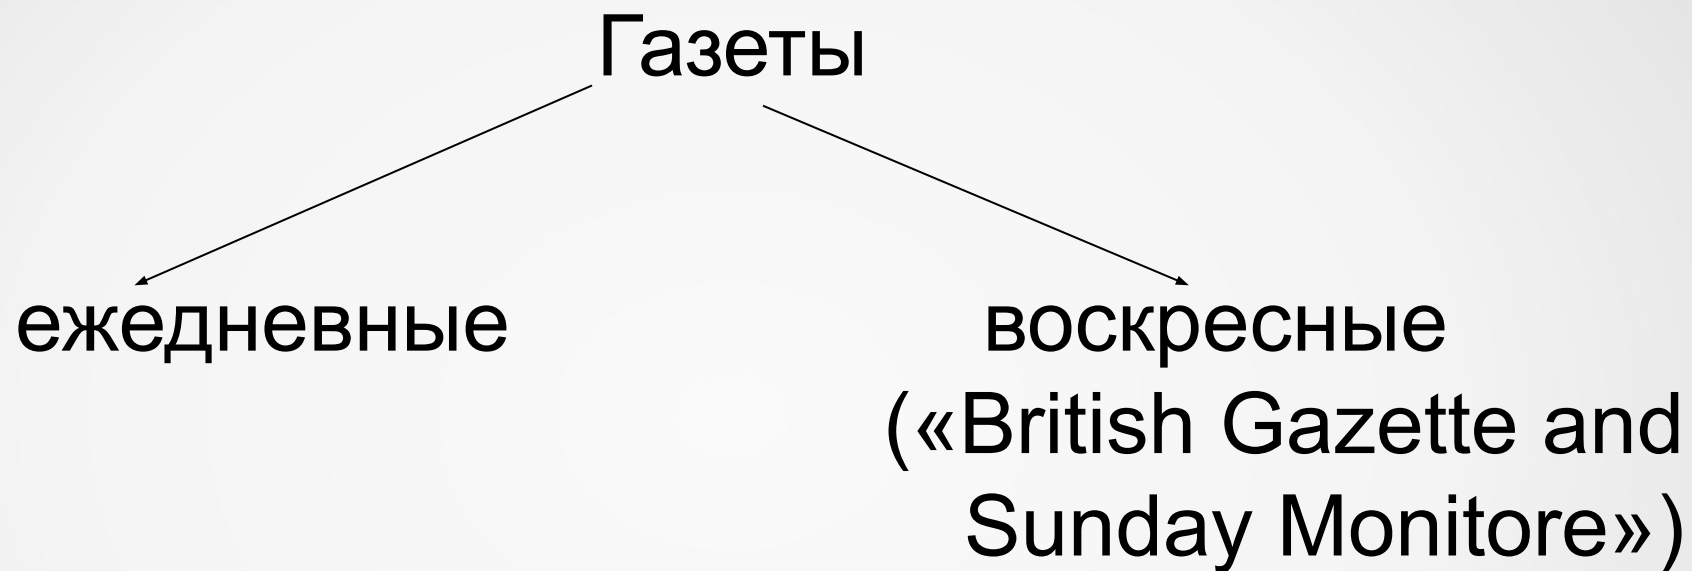 Газеты
ежедневные
воскресные
(«British Gazette and
Sunday Monitore»)